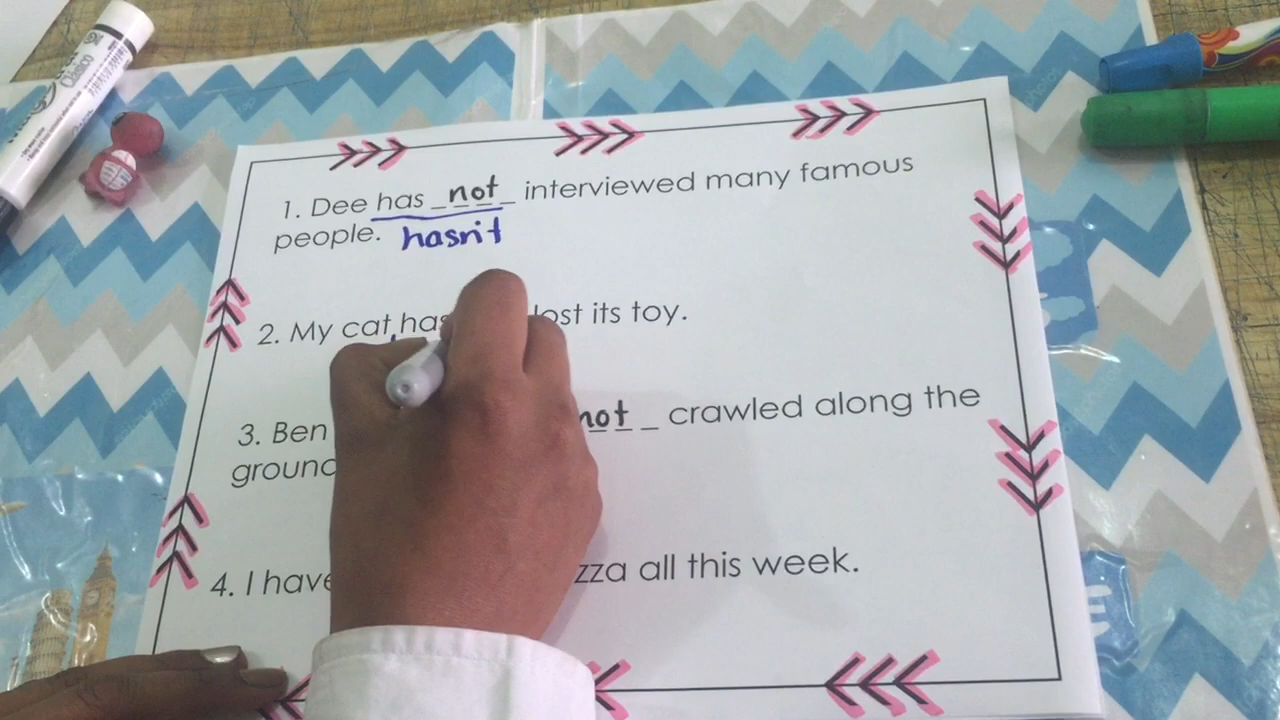 1. Dee has _not_ interviewed many famous
people. hasn't
2. My cat has lost its toy.
3. Ben not _ crawled along the
ground
4. I have all this week.